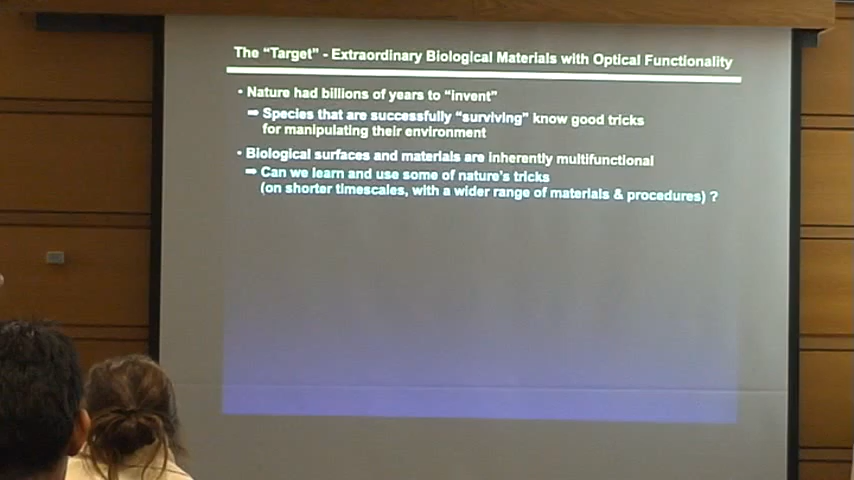 The “Target” - Extraordinary Biological Materials with Optical Functionality
• Nature had billions of years to “invent”
➡ Species that are successfully “surviving” know good tricks
for manipulating their environment
• Biological surfaces and materials are inherently multifunctional
➡ Can we learn and use some of nature's tricks
(on shorter timescales, with a wider range of materials & procedures) ?